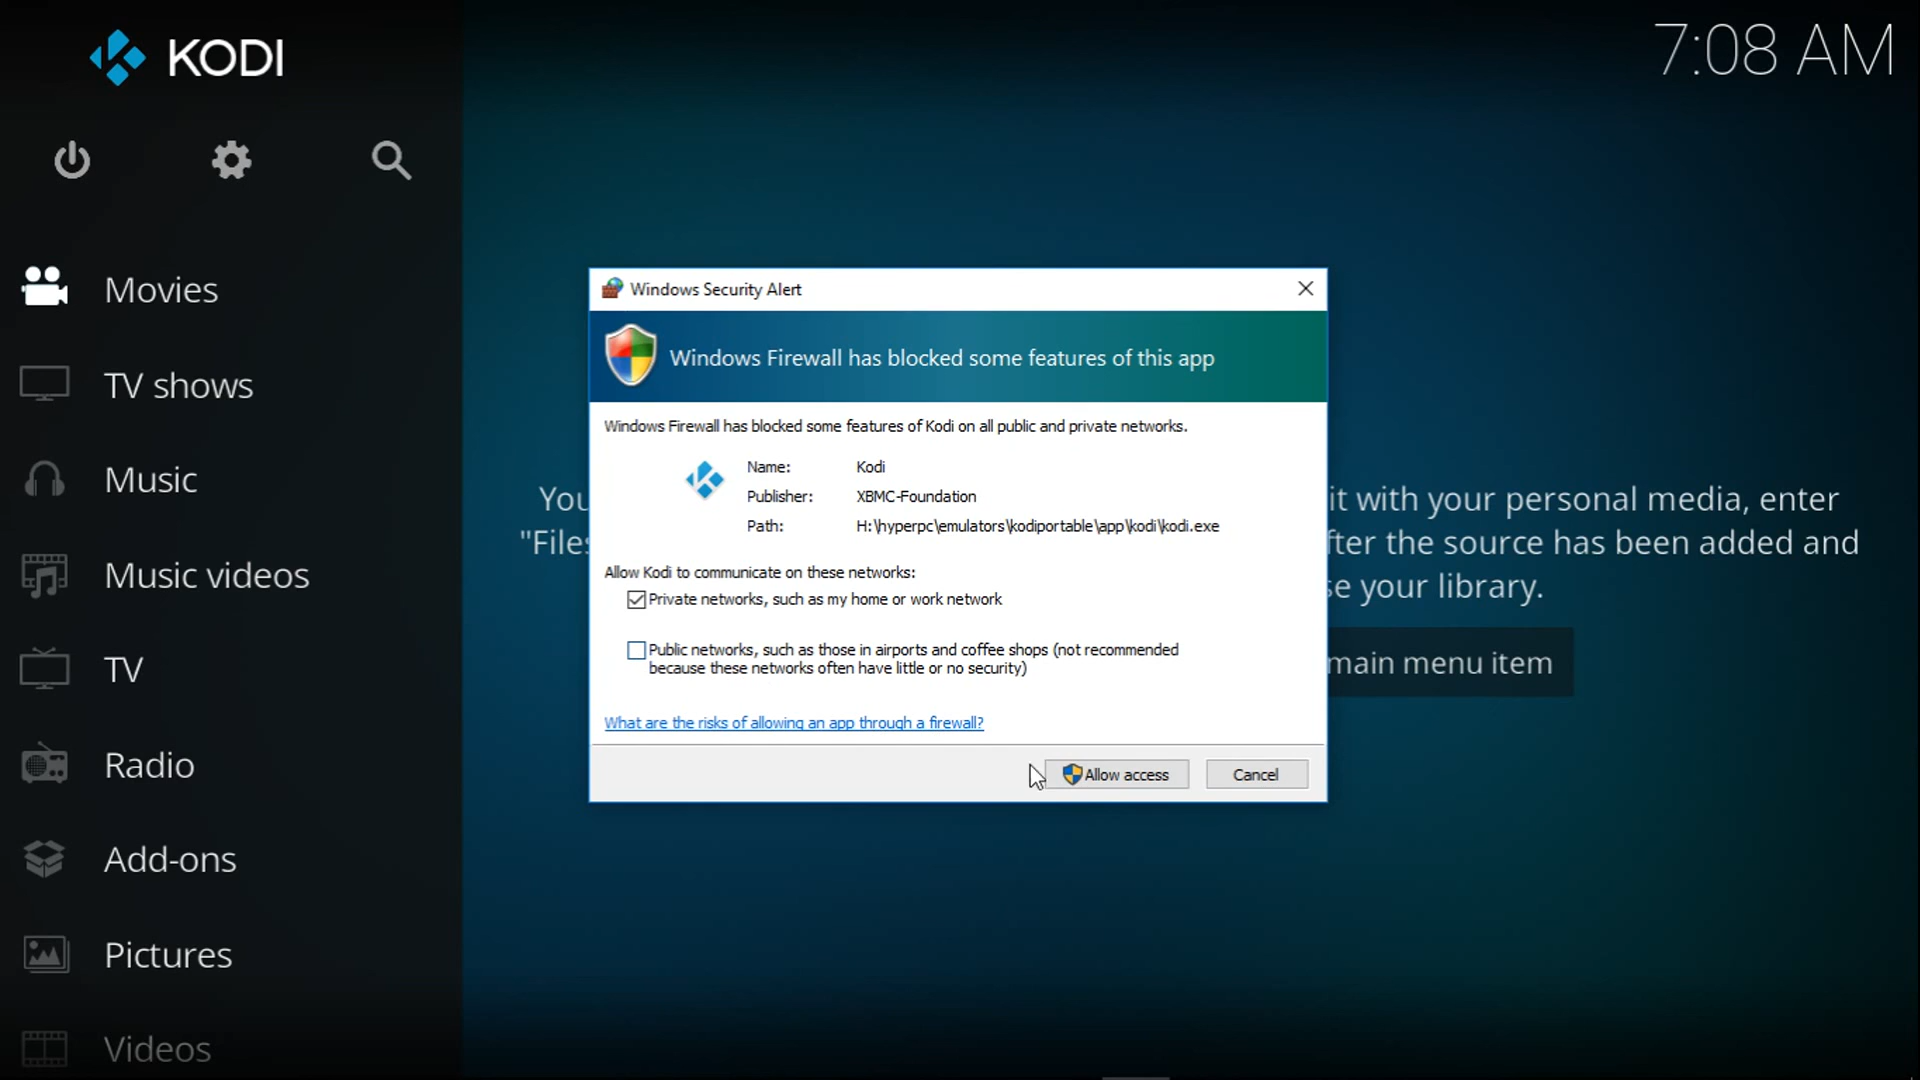 KODI
7:08 AM
Movies
TV shows
Music
Music videos
TV
Radio
Add-ons
Pictures
Videos
You
it with your personal media, enter
"Files
fter the source has been added and
se your library.
main menu item
Windows Security Alert
Windows Firewall has blocked some features of this app
Windows Firewall has blocked some features of Kodi on all public and private networks.
Name: Kodi
Publisher: XBMC-Foundation
Path: H:\hyperpc\emulators\kodiportable\app\kodi\kodi.exe
Allow Kodi to communicate on these networks:
Private networks, such as my home or work network
Public networks, such as those in airports and coffee shops (not recommended
because these networks often have little or no security)
What are the risks of allowing an app through a firewall?
Allow access
Cancel